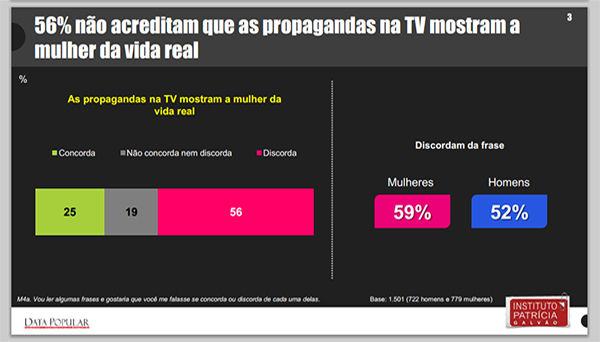 56% não acreditam que as propagandas na TV mostram a
mulher da vida real
3
%
As propagandas na TV mostram a mulher da
vida real
Concorda
Não concorda nem discorda
Discorda
25
19
56
Discordam da frase
Mulheres
Homens
59%
52%
M4a. Vou ler algumas frases e gostaria que você me falasse se concorda ou discorda de cada uma delas.
Base: 1.501 (722 homens e 779 mulheres)
DATA POPULAR
INSTITUTO
PATRÍCIA
GALVÃO